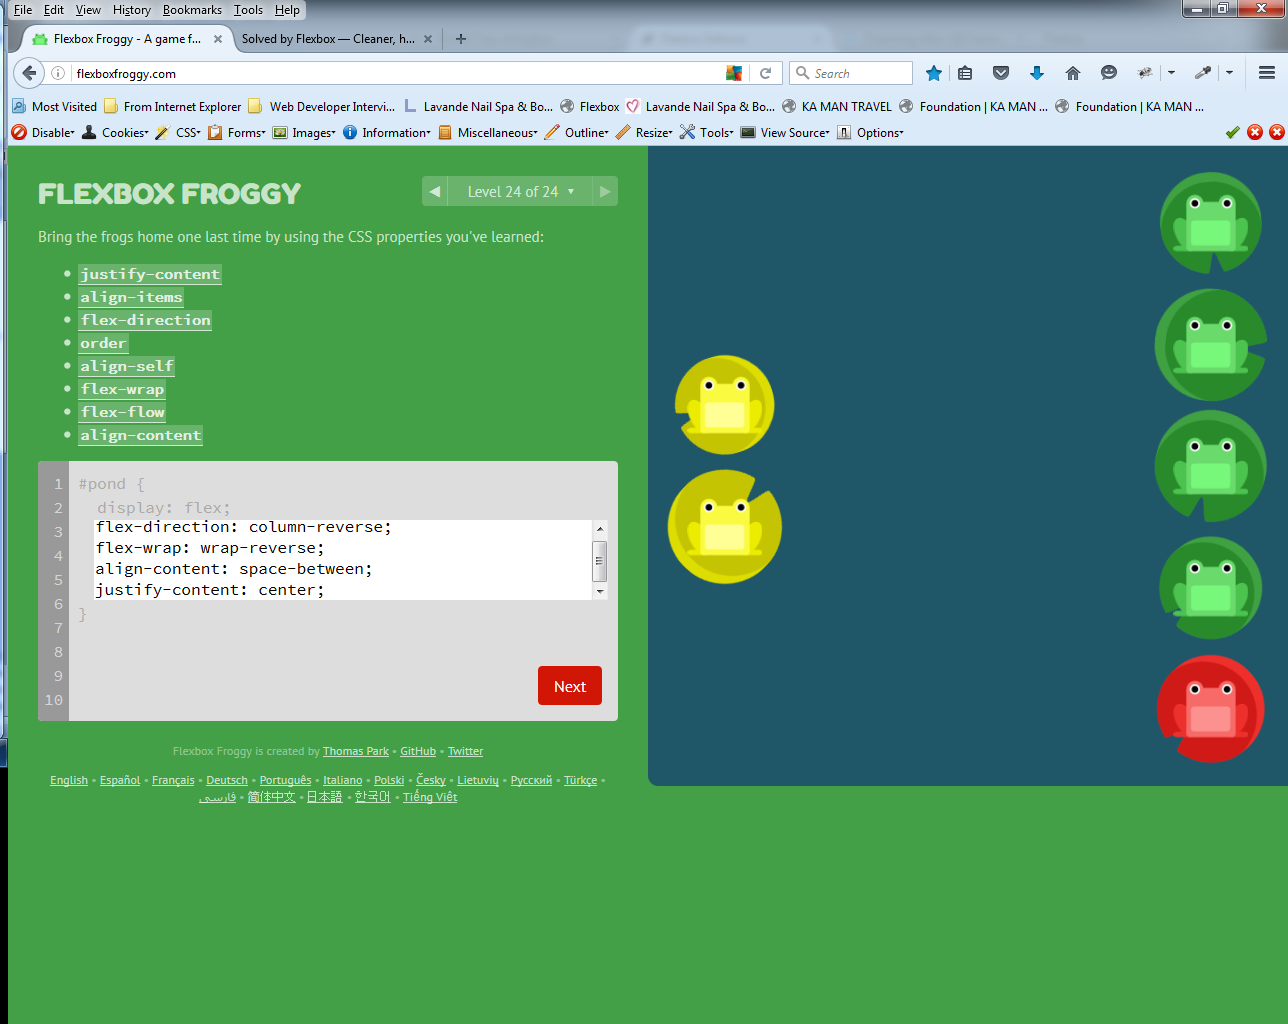 File Edit View History Bookmarks Tools Help
Flexbox Froggy - A game f... × Solved by Flexbox — Cleaner, h... × +
flexboxfroggy.com Search
Most Visited From Internet Explorer Web Developer Intervi... Lavande Nail Spa & Bo... Flexbox Lavande Nail Spa & Bo... KA MAN TRAVEL Foundation | KA MAN ... Foundation | KA MAN ...
Disable Cookies CSS Forms Images Information Miscellaneous Outline Resize Tools View Source Options
FLEXBOX FROGGY
Level 24 of 24
Bring the frogs home one last time by using the CSS properties you've learned:
• justify-content
• align-items
• flex-direction
• order
• align-self
• flex-wrap
• flex-flow
• align-content
1 #pond {
2 display: flex;
3 flex-direction: column-reverse;
4 flex-wrap: wrap-reverse;
5 align-content: space-between;
6 justify-content: center;
7 }
8
9
10
Next
Flexbox Froggy is created by Thomas Park • GitHub • Twitter
English • Español • Français • Deutsch • Português • Italiano • Polski • Česky • Lietuvių • Русский • Türkçe •
فارسی • 简体中文 • 日本語 • 한국어 • Tiếng Việt